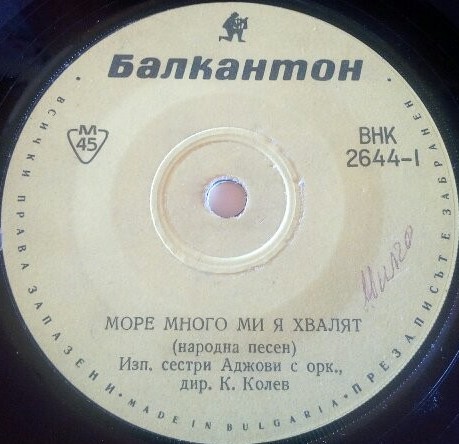 Балкантон
М
45
ВНК
2644-I
ВСИЧКИ ПРАВА ЗАПАЗЕНИ • MADE IN BULGARIA • ПРЕЗАПИСЪТ Е ЗАБРАНЕН
Милчо
МОРЕ МНОГО МИ Я ХВАЛЯТ
(народна песен)
Изп. сестри Аджови с орк.,
дир. К. Колев